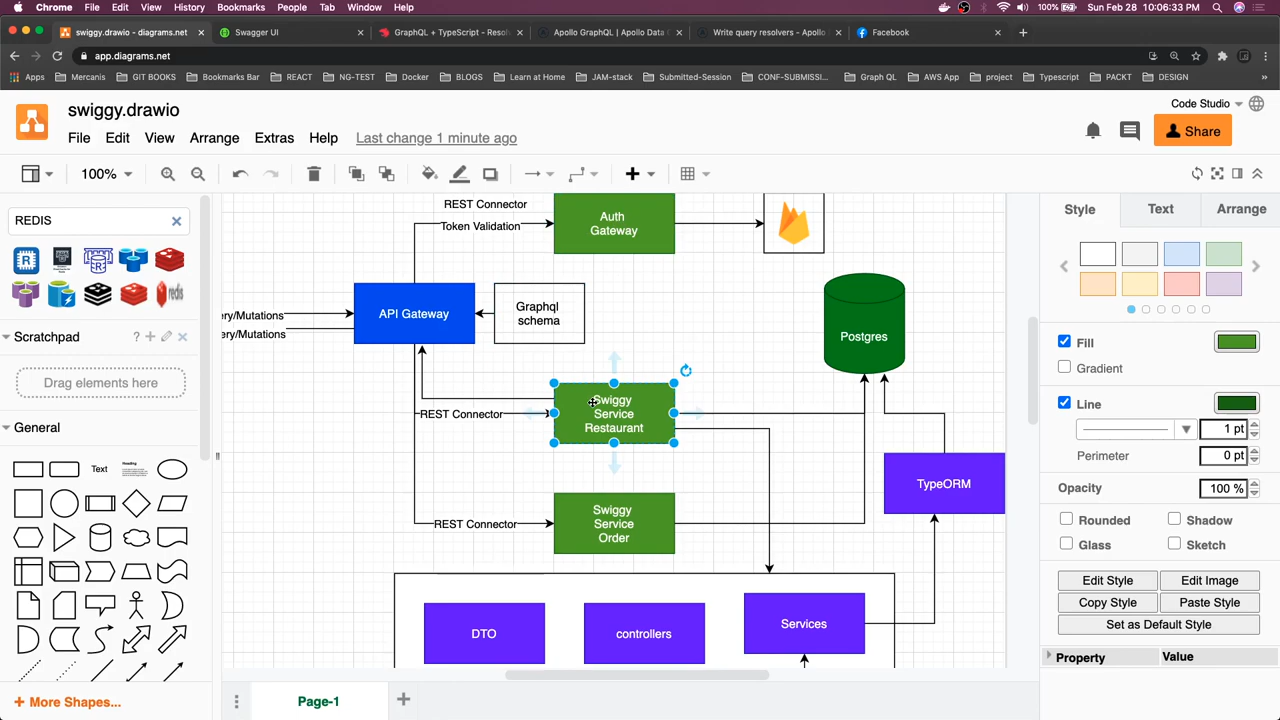 Chrome File Edit View History Bookmarks People Tab Window Help 100% Sun Feb 28 10:06:33 PM
swiggy.drawio - diagrams.net
Swagger UI
GraphQL + TypeScript - Resol
Apollo GraphQL | Apollo Data
Write query resolvers - Apollo
Facebook
app.diagrams.net
Apps Mercanis GIT BOOKS Bookmarks Bar REACT NG-TEST Docker BLOGS Learn at Home JAM-stack Submitted-Session CONF-SUBMISSI... Graph QL AWS App project Typescript PACKT DESIGN
swiggy.drawio
Code Studio
File Edit View Arrange Extras Help Last change 1 minute ago
Share
100%
REDIS
Scratchpad
Drag elements here
General
Text
Heading
More Shapes...
REST Connector
Token Validation
Auth
Gateway
ery/Mutations
ery/Mutations
API Gateway
Graphql
schema
Postgres
REST Connector
Swiggy
Service
Restaurant
TypeORM
REST Connector
Swiggy
Service
Order
DTO
controllers
Services
Page-1
Style Text Arrange
Fill
Gradient
Line
1 pt
Perimeter 0 pt
Opacity 100 %
Rounded Shadow
Glass Sketch
Edit Style Edit Image
Copy Style Paste Style
Set as Default Style
Property Value